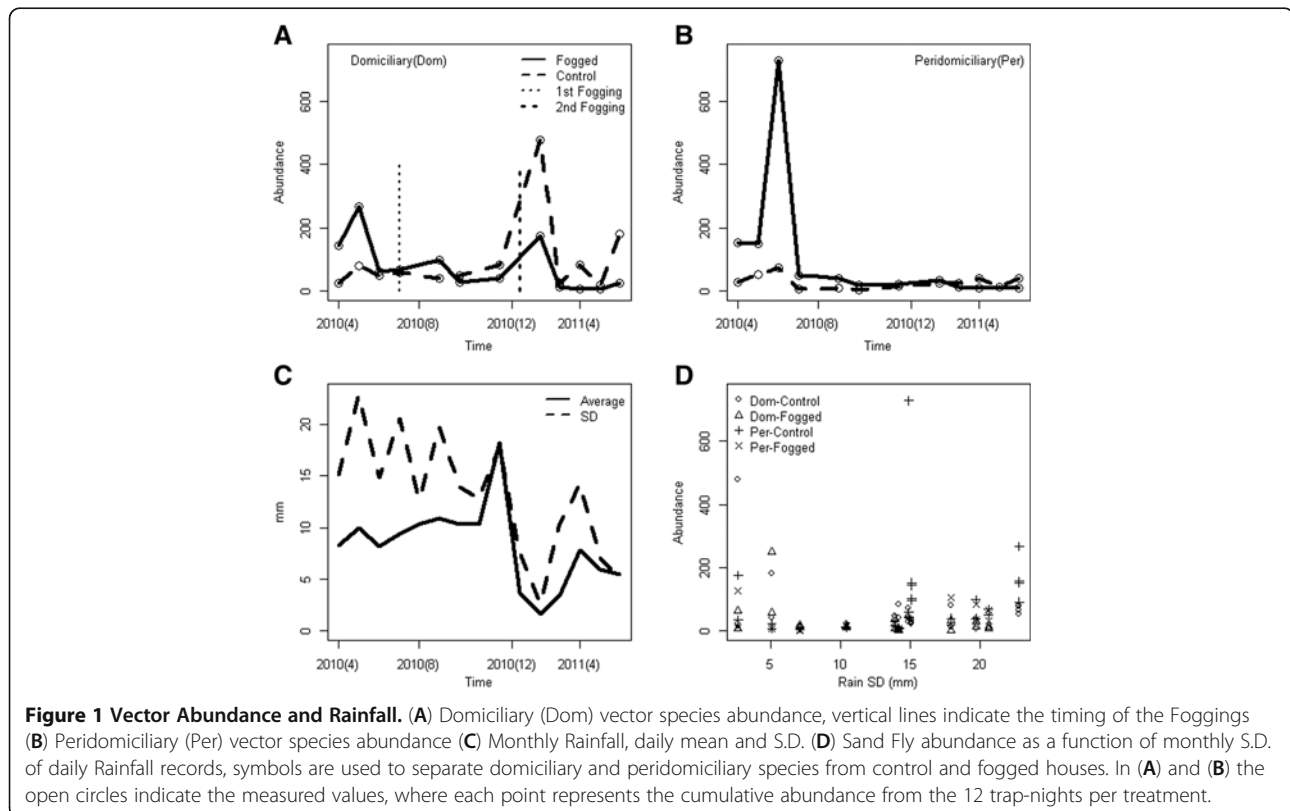 A
Domiciliary(Dom)
Fogged
Control
1st Fogging
2nd Fogging
Abundance
600
400
200
0
2010(4) 2010(8) 2010(12) 2011(4)
Time
B
Peridomiciliary(Per)
Abundance
600
400
200
0
2010(4) 2010(8) 2010(12) 2011(4)
Time
C
Average
SD
mm
20
15
10
5
0
2010(4) 2010(8) 2010(12) 2011(4)
Time
D
Dom-Control
Dom-Fogged
Per-Control
Per-Fogged
Abundance
600
400
200
0
5 10 15 20
Rain SD (mm)
Figure 1 Vector Abundance and Rainfall. (A) Domiciliary (Dom) vector species abundance, vertical lines indicate the timing of the Foggings
(B) Peridomiciliary (Per) vector species abundance (C) Monthly Rainfall, daily mean and S.D. (D) Sand Fly abundance as a function of monthly S.D.
of daily Rainfall records, symbols are used to separate domiciliary and peridomiciliary species from control and fogged houses. In (A) and (B) the
open circles indicate the measured values, where each point represents the cumulative abundance from the 12 trap-nights per treatment.